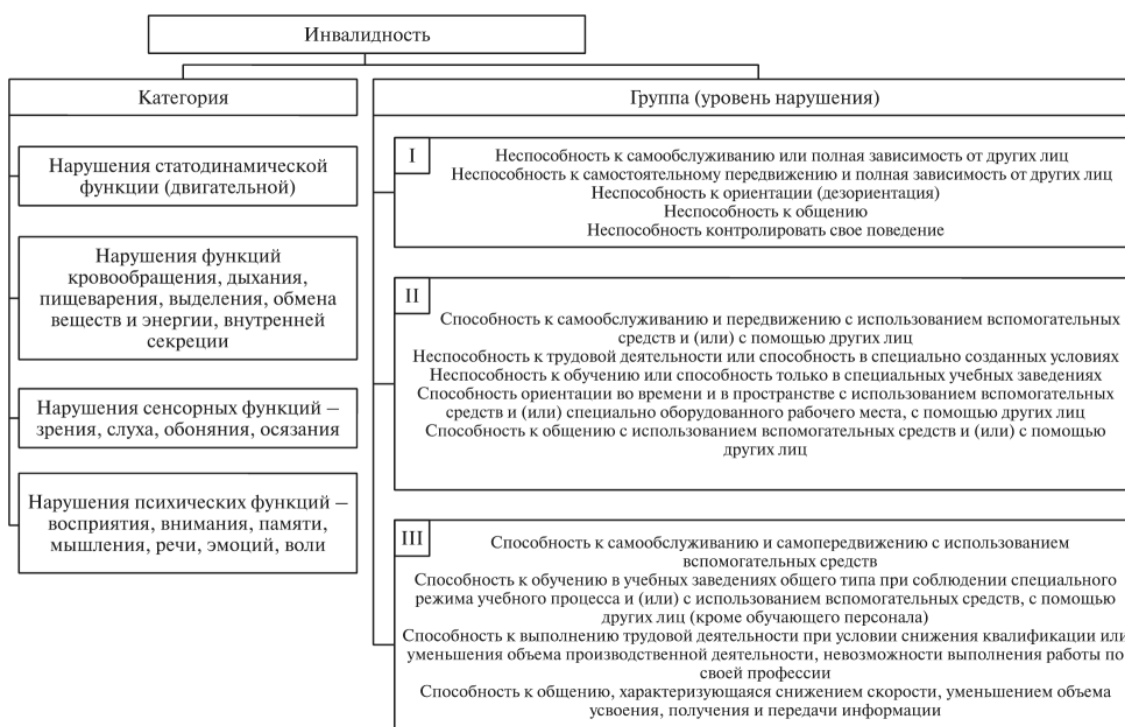 Инвалидность
Категория
Нарушения статодинамической
функции (двигательной)
Нарушения функций
кровообращения, дыхания,
пищеварения, выделения, обмена
веществ и энергии, внутренней
секреции
Нарушения сенсорных функций –
зрения, слуха, обоняния, осязания
Нарушения психических функций –
восприятия, внимания, памяти,
мышления, речи, эмоций, воли
Группа (уровень нарушения)
I
Неспособность к самообслуживанию или полная зависимость от других лиц
Неспособность к самостоятельному передвижению и полная зависимость от других лиц
Неспособность к ориентации (дезориентация)
Неспособность к общению
Неспособность контролировать свое поведение
II
Способность к самообслуживанию и передвижению с использованием вспомогательных
средств и (или) с помощью других лиц
Неспособность к трудовой деятельности или способность в специально созданных условиях
Неспособность к обучению или способность только в специальных учебных заведениях
Способность ориентации во времени и в пространстве с использованием вспомогательных
средств и (или) специально оборудованного рабочего места, с помощью других лиц
Способность к общению с использованием вспомогательных средств и (или) с помощью
других лиц
III
Способность к самообслуживанию и самопередвижению с использованием
вспомогательных средств
Способность к обучению в учебных заведениях общего типа при соблюдении специального
режима учебного процесса и (или) с использованием вспомогательных средств, с помощью
других лиц (кроме обучающего персонала)
Способность к выполнению трудовой деятельности при условии снижения квалификации или
уменьшения объема производственной деятельности, невозможности выполнения работы по
своей профессии
Способность к общению, характеризующаяся снижением скорости, уменьшением объема
усвоения, получения и передачи информации